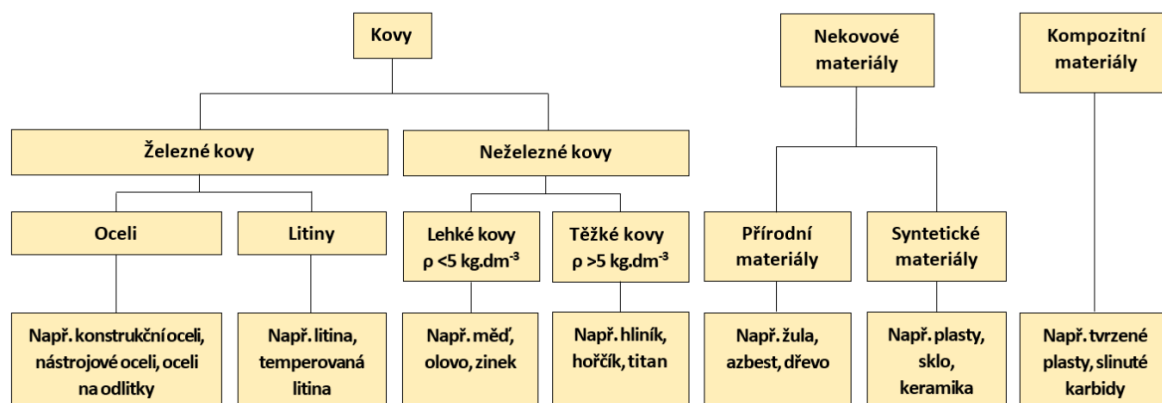 Kovy
Nekovové
materiály
Kompozitní
materiály
Železné kovy
Neželezné kovy
Oceli
Litiny
Lehké kovy
ρ <5 kg.dm⁻³
Těžké kovy
ρ >5 kg.dm⁻³
Přírodní
materiály
Syntetické
materiály
Např. konstrukční oceli,
nástrojové oceli, oceli
na odlitky
Např. litina,
temperovaná
litina
Např. měď,
olovo, zinek
Např. hliník,
hořčík, titan
Např. žula,
azbest, dřevo
Např. plasty,
sklo,
keramika
Např. tvrzené
plasty, slinuté
karbidy